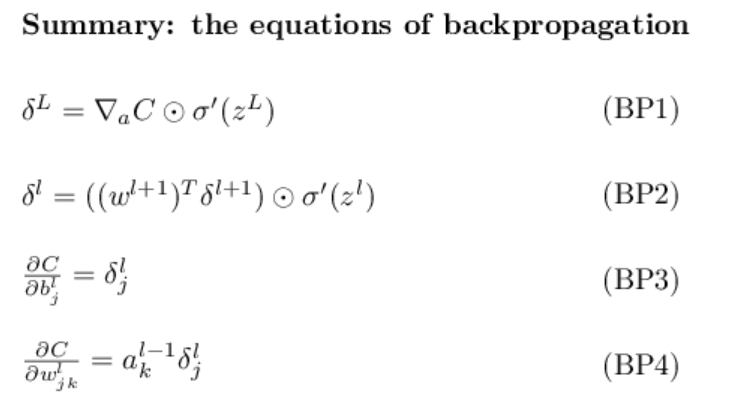 Summary: the equations of backpropagation
δ^L = ∇_a C ⊙ σ′(z^L) (BP1)
δ^l = ((w^{l+1})^T δ^{l+1}) ⊙ σ′(z^l) (BP2)
∂C/∂b^l_j = δ^l_j (BP3)
∂C/∂w^l_{jk} = a^{l−1}_k δ^l_j (BP4)